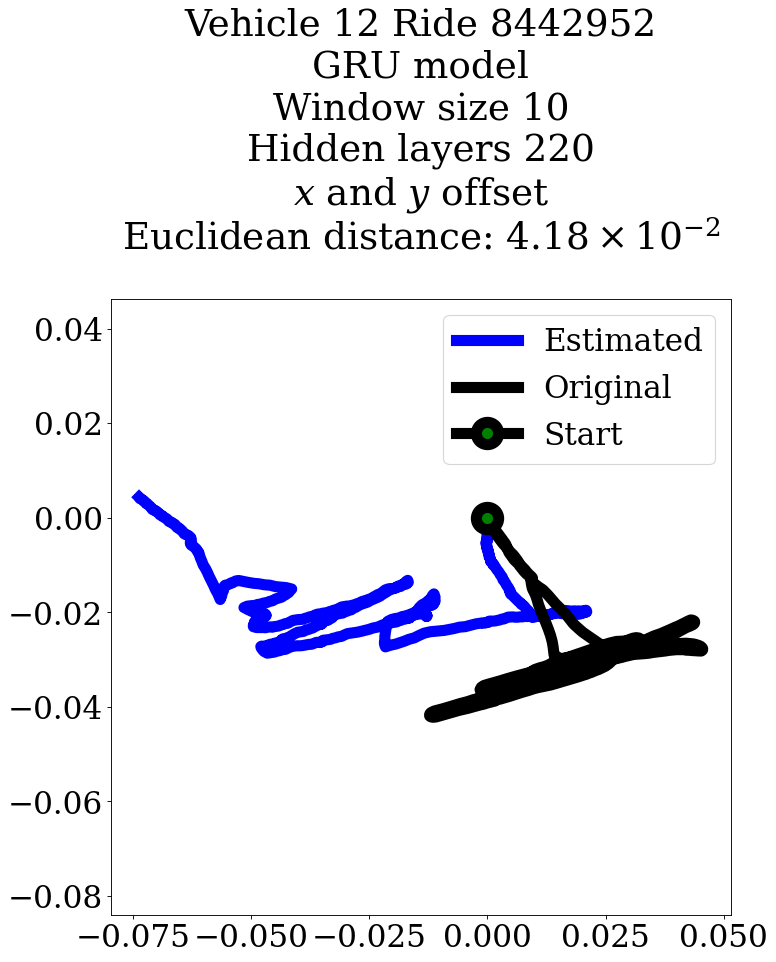 Vehicle 12 Ride 8442952
GRU model
Window size 10
Hidden layers 220
x and y offset
Euclidean distance: 4.18 × 10⁻²
Estimated
Original
Start
0.04
0.02
0.00
−0.02
−0.04
−0.06
−0.08
−0.075 −0.050 −0.025 0.000 0.025 0.050